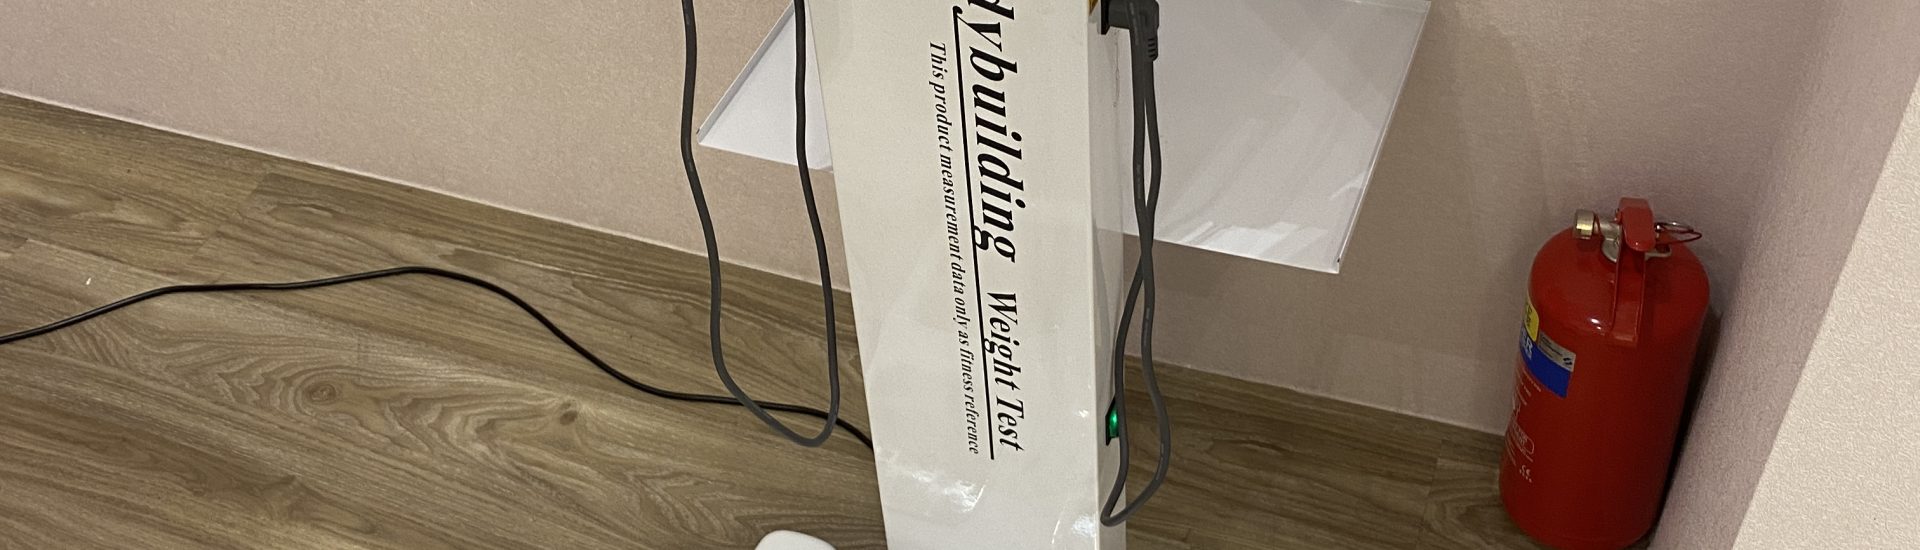 dybuilding Weight Test
This product measurement data only as fitness reference